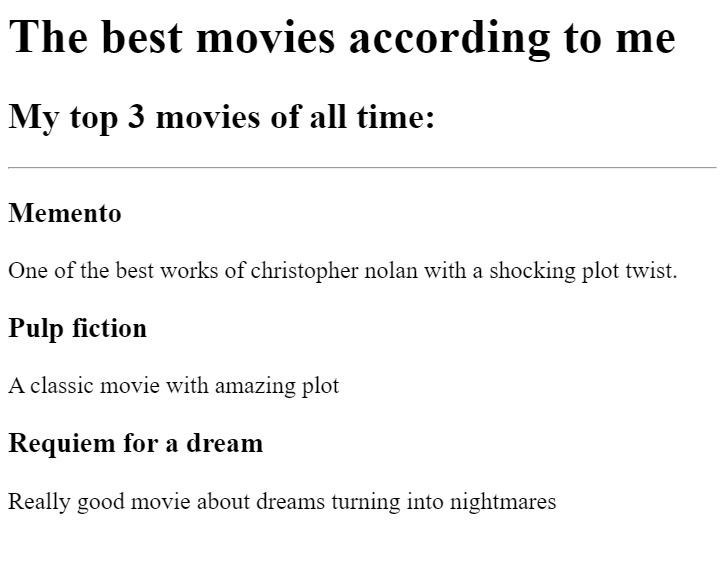 The best movies according to me
My top 3 movies of all time:
Memento
One of the best works of christopher nolan with a shocking plot twist.
Pulp fiction
A classic movie with amazing plot
Requiem for a dream
Really good movie about dreams turning into nightmares